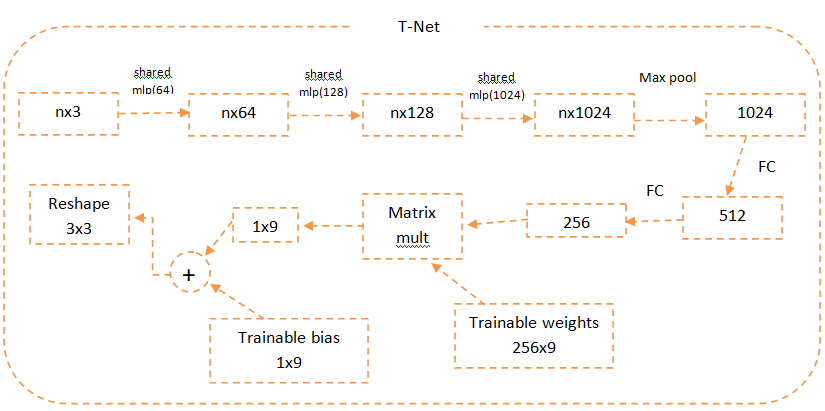 T-Net
shared
mlp(64)
shared
mlp(128)
shared
mlp(1024)
Max pool
nx3
nx64
nx128
nx1024
1024
FC
FC
Reshape
3x3
1x9
Matrix
mult
256
512
+
Trainable bias
1x9
Trainable weights
256x9